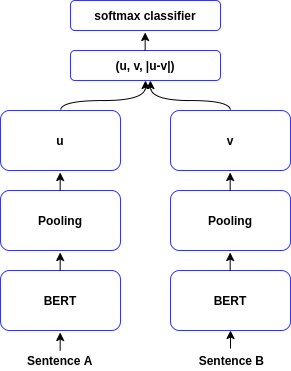 softmax classifier
(u, v, |u-v|)
u
v
Pooling
Pooling
BERT
BERT
Sentence A
Sentence B